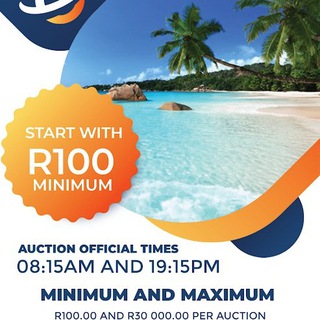 START WITH
R100
MINIMUM
AUCTION OFFICIAL TIMES
08:15AM AND 19:15PM
MINIMUM AND MAXIMUM
R100.00 AND R30 000.00 PER AUCTION